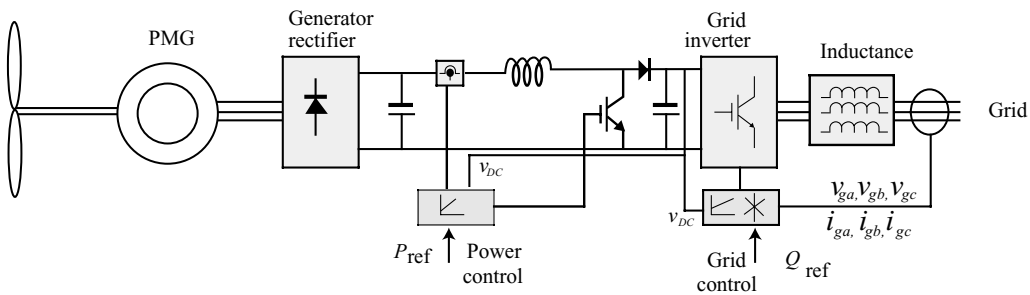 Generator
rectifier
PMG
Grid
inverter
Inductance
Grid
v_DC
v_DC
v_ga, v_gb, v_gc
i_ga, i_gb, i_gc
P_ref
Power
control
Grid
control
Q_ref